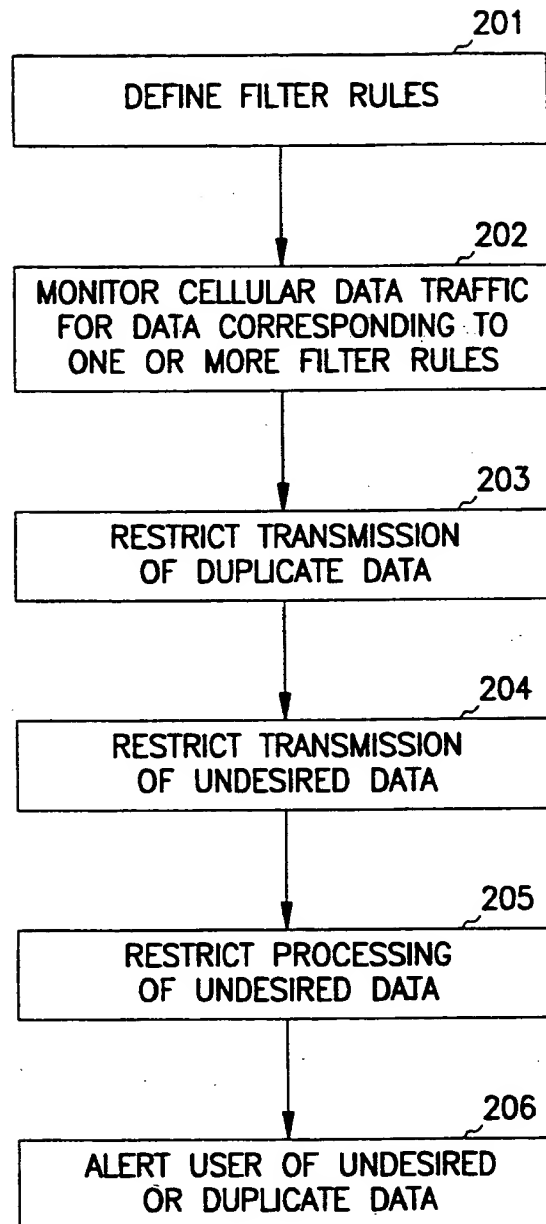 201
DEFINE FILTER RULES
202
MONITOR CELLULAR DATA TRAFFIC
FOR DATA CORRESPONDING TO
ONE OR MORE FILTER RULES
203
RESTRICT TRANSMISSION
OF DUPLICATE DATA
204
RESTRICT TRANSMISSION
OF UNDESIRED DATA
205
RESTRICT PROCESSING
OF UNDESIRED DATA
206
ALERT USER OF UNDESIRED
OR DUPLICATE DATA